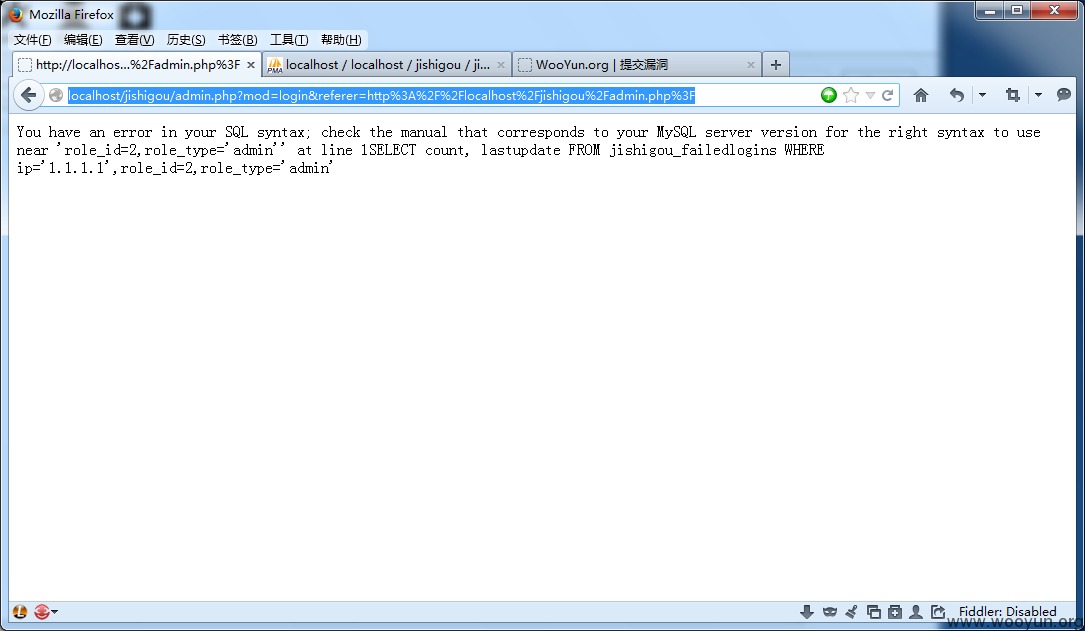 Mozilla Firefox
文件(F) 编辑(E) 查看(V) 历史(S) 书签(B) 工具(T) 帮助(H)
http://localhos...%2Fadmin.php%3F localhost / localhost / jishigou / ji... WooYun.org | 提交漏洞
localhost/jishigou/admin.php?mod=login&referer=http%3A%2F%2Flocalhost%2Fjishigou%2Fadmin.php%3F
You have an error in your SQL syntax; check the manual that corresponds to your MySQL server version for the right syntax to use
near 'role_id=2,role_type='admin'' at line 1SELECT count, lastupdate FROM jishigou_failedlogins WHERE
ip='1.1.1.1',role_id=2,role_type='admin'
Fiddler: Disabled
www.wooyun.org